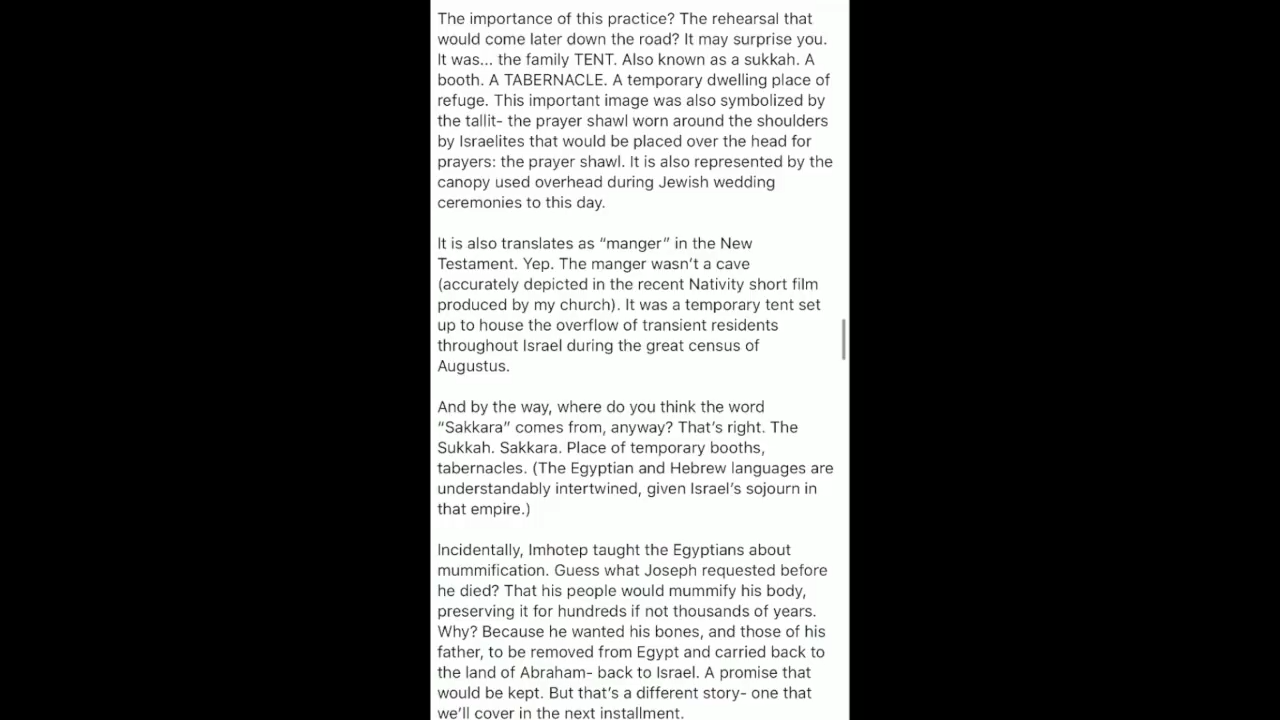 The importance of this practice? The rehearsal that
would come later down the road? It may surprise you.
It was... the family TENT. Also known as a sukkah. A
booth. A TABERNACLE. A temporary dwelling place of
refuge. This important image was also symbolized by
the tallit- the prayer shawl worn around the shoulders
by Israelites that would be placed over the head for
prayers: the prayer shawl. It is also represented by the
canopy used overhead during Jewish wedding
ceremonies to this day.
It is also translates as “manger” in the New
Testament. Yep. The manger wasn’t a cave
(accurately depicted in the recent Nativity short film
produced by my church). It was a temporary tent set
up to house the overflow of transient residents
throughout Israel during the great census of
Augustus.
And by the way, where do you think the word
“Sakkara” comes from, anyway? That’s right. The
Sukkah. Sakkara. Place of temporary booths,
tabernacles. (The Egyptian and Hebrew languages are
understandably intertwined, given Israel’s sojourn in
that empire.)
Incidentally, Imhotep taught the Egyptians about
mummification. Guess what Joseph requested before
he died? That his people would mummify his body,
preserving it for hundreds if not thousands of years.
Why? Because he wanted his bones, and those of his
father, to be removed from Egypt and carried back to
the land of Abraham- back to Israel. A promise that
would be kept. But that’s a different story- one that
we’ll cover in the next installment.